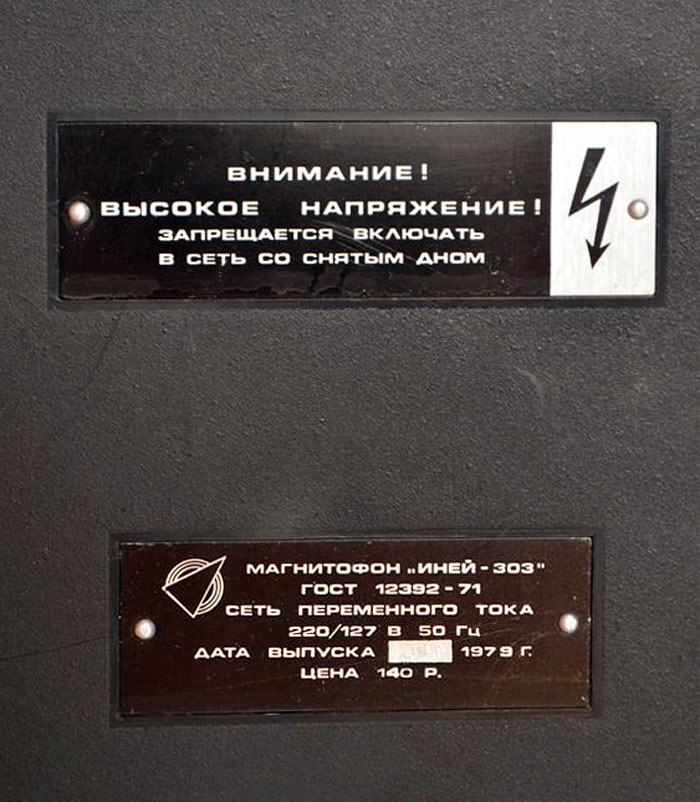 ВНИМАНИЕ!
ВЫСОКОЕ НАПРЯЖЕНИЕ!
ЗАПРЕЩАЕТСЯ ВКЛЮЧАТЬ
В СЕТЬ СО СНЯТЫМ ДНОМ
МАГНИТОФОН „ИНЕЙ-303"
ГОСТ 12392-71
СЕТЬ ПЕРЕМЕННОГО ТОКА
220/127 В 50 Гц
ДАТА ВЫПУСКА 1979 Г.
ЦЕНА 140 Р.